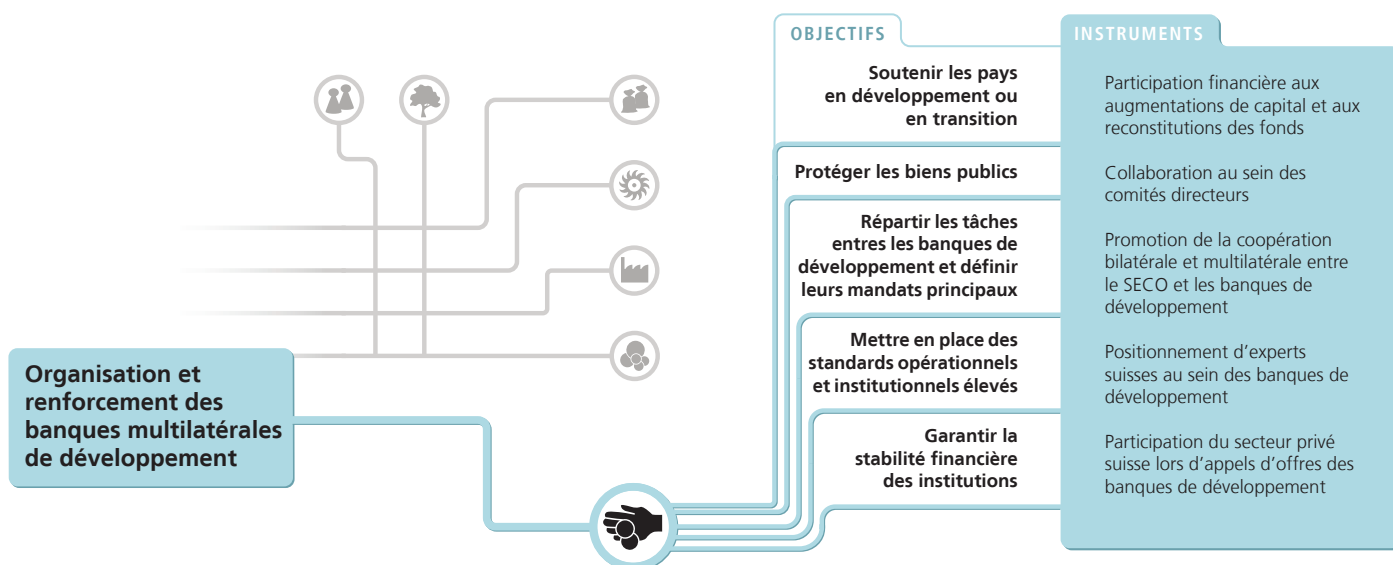 Organisation et
renforcement des
banques multilatérales
de développement
OBJECTIFS
Soutenir les pays
en développement ou
en transition
Protéger les biens publics
Répartir les tâches
entres les banques de
développement et définir
leurs mandats principaux
Mettre en place des
standards opérationnels
et institutionnels élevés
Garantir la
stabilité financière
des institutions
INSTRUMENTS
Participation financière aux
augmentations de capital et aux
reconstitutions des fonds
Collaboration au sein des
comités directeurs
Promotion de la coopération
bilatérale et multilatérale entre
le SECO et les banques de
développement
Positionnement d’experts
suisses au sein des banques de
développement
Participation du secteur privé
suisse lors d’appels d’offres des
banques de développement